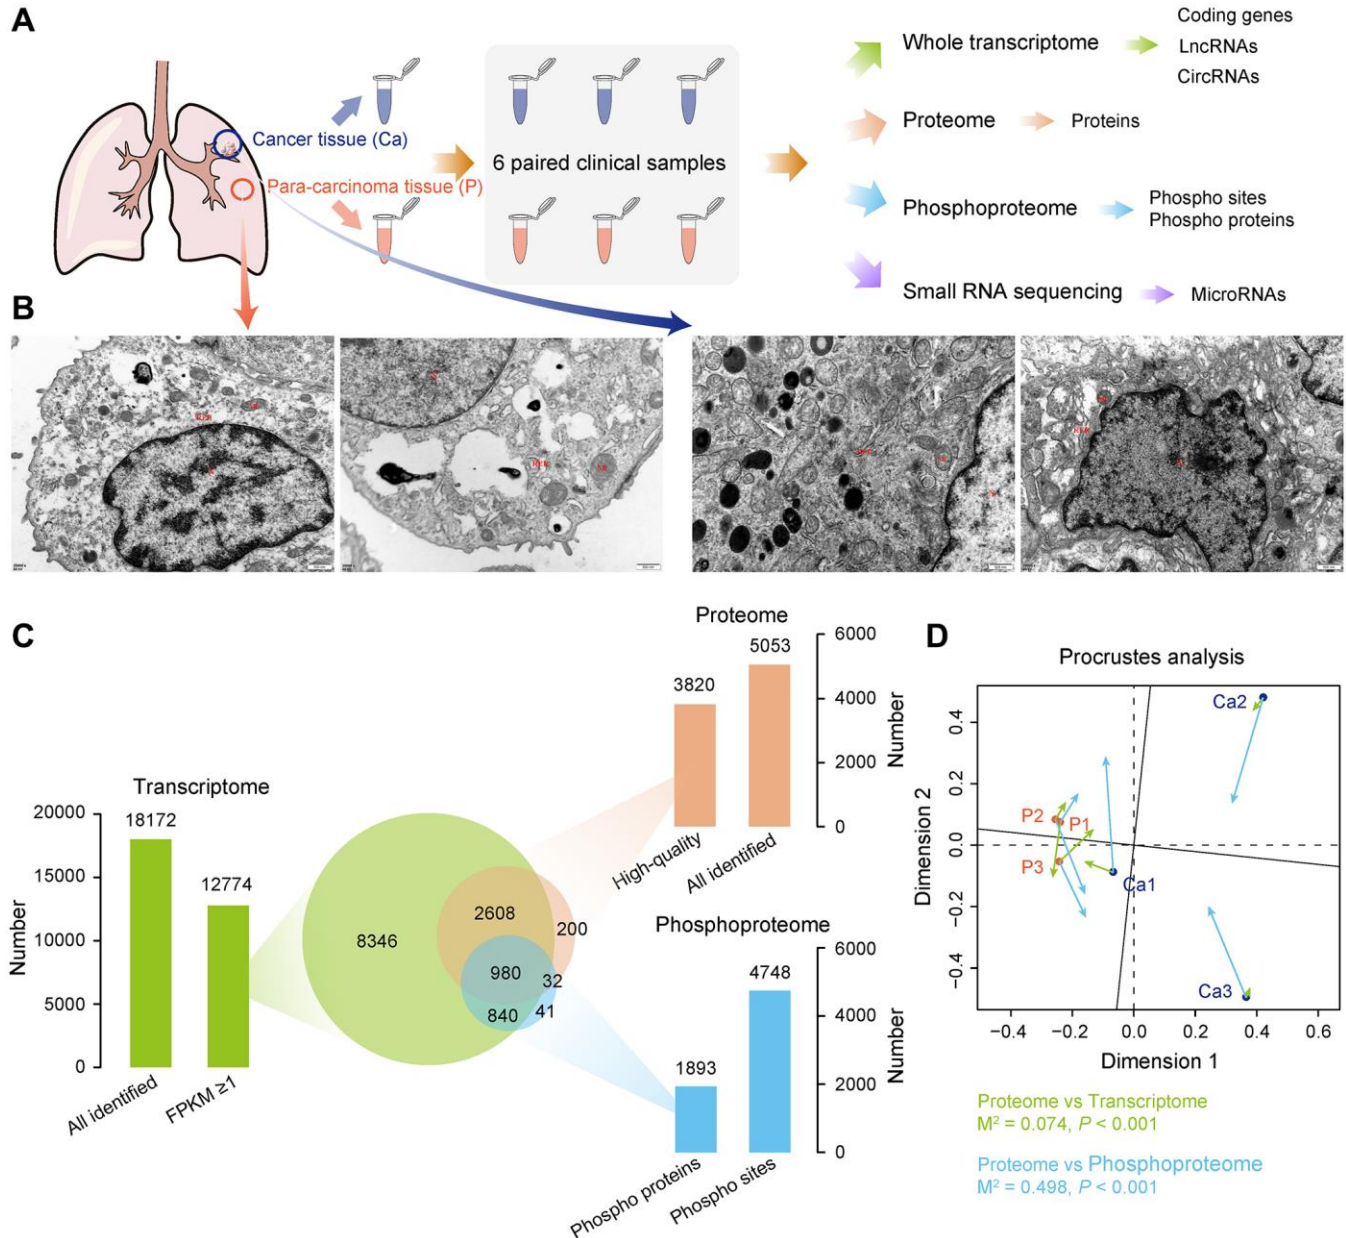 A
Cancer tissue (Ca)
Para-carcinoma tissue (P)
6 paired clinical samples
Whole transcriptome
Coding genes
LncRNAs
CircRNAs
Proteome
Proteins
Phosphoproteome
Phospho sites
Phospho proteins
Small RNA sequencing
MicroRNAs
B
RER
N
C
Transcriptome
Number
20000
15000
10000
5000
0
18172
12774
All identified
FPKM ≥1
8346
2608
200
980
32
840
41
Proteome
3820
5053
6000
4000
2000
0
Number
High-quality
All identified
Phosphoproteome
1893
4748
6000
4000
2000
0
Number
Phospho proteins
Phospho sites
D
Procrustes analysis
Dimension 2
0.4
0.2
0.0
−0.2
−0.4
Ca2
P2
P1
P3
Ca1
Ca3
−0.4
−0.2
0.0
0.2
0.4
0.6
Dimension 1
Proteome vs Transcriptome
M² = 0.074, P < 0.001
Proteome vs Phosphoproteome
M² = 0.498, P < 0.001